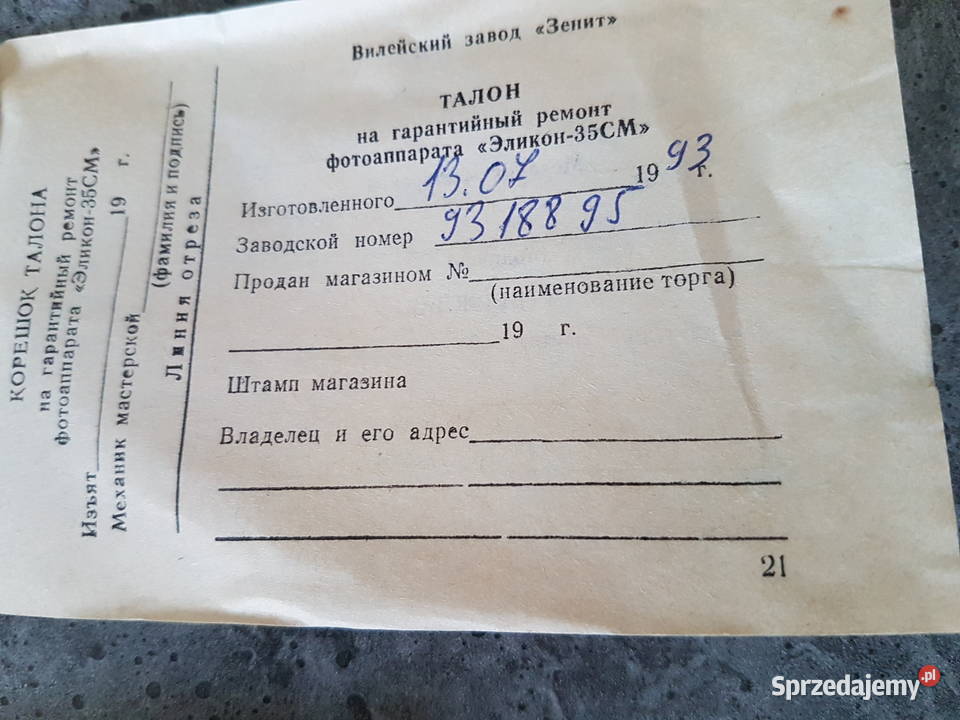 Вилейский завод «Зенит»
ТАЛОН
на гарантийный ремонт
фотоаппарата «Эликон-35СМ»
Изготовленного 13.07 1993 г.
Заводской номер 9318895
Продан магазином №
(наименование торга)
19 г.
Штамп магазина
Владелец и его адрес
21
КОРЕШОК ТАЛОНА
на гарантийный ремонт
фотоаппарата «Эликон-35СМ»
Изъят 19 г.
Механик мастерской
(фамилия и подпись)
Линия отреза
Sprzedajemy.pl